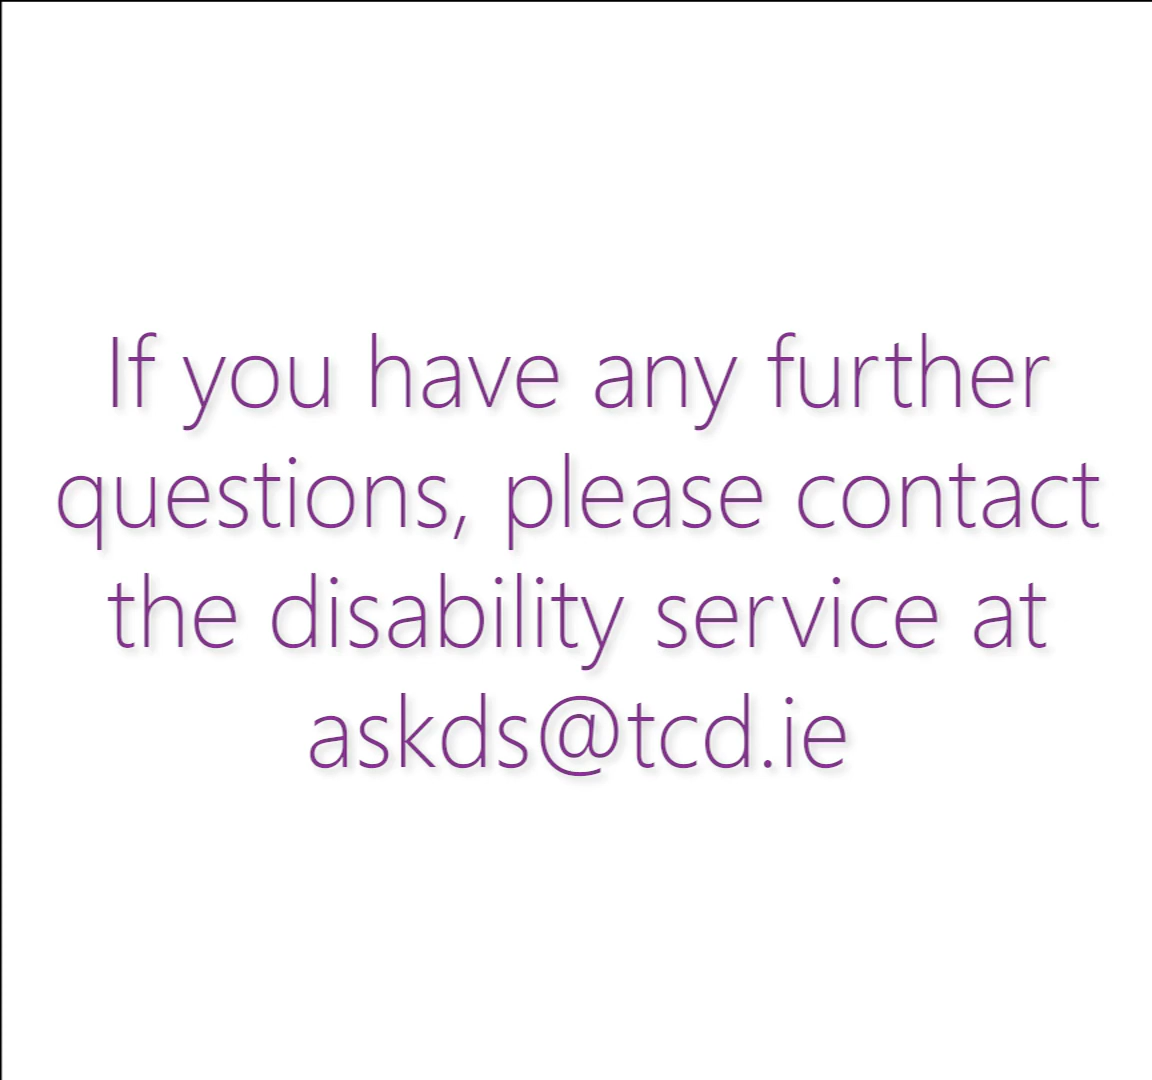 If you have any further
questions, please contact
the disability service at
askds@tcd.ie